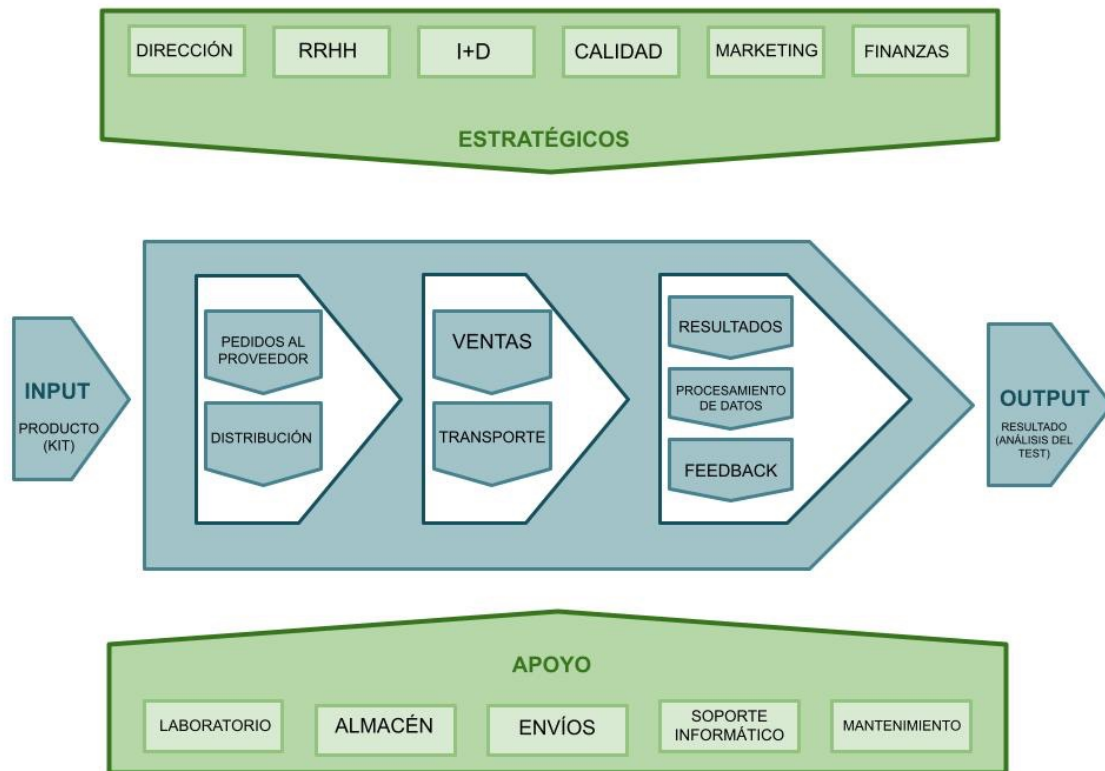 DIRECCIÓN
RRHH
I+D
CALIDAD
MARKETING
FINANZAS
ESTRATÉGICOS
INPUT
PRODUCTO
(KIT)
PEDIDOS AL
PROVEEDOR
DISTRIBUCIÓN
VENTAS
TRANSPORTE
RESULTADOS
PROCESAMIENTO
DE DATOS
FEEDBACK
OUTPUT
RESULTADO
(ANÁLISIS DEL
TEST)
APOYO
LABORATORIO
ALMACÉN
ENVÍOS
SOPORTE
INFORMÁTICO
MANTENIMIENTO